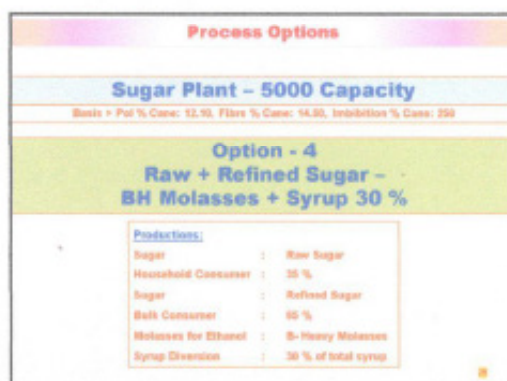 Process Options
Sugar Plant – 5000 Capacity
Basis > Pol % Cane: 12.10, Fibre % Cane: 14.50, Imbibition % Cane: 250
Option - 4
Raw + Refined Sugar –
BH Molasses + Syrup 30 %
Productions:
Sugar : Raw Sugar
Household Consumer : 35 %
Sugar : Refined Sugar
Bulk Consumer : 65 %
Molasses for Ethanol : B- Heavy Molasses
Syrup Diversion : 30 % of total syrup